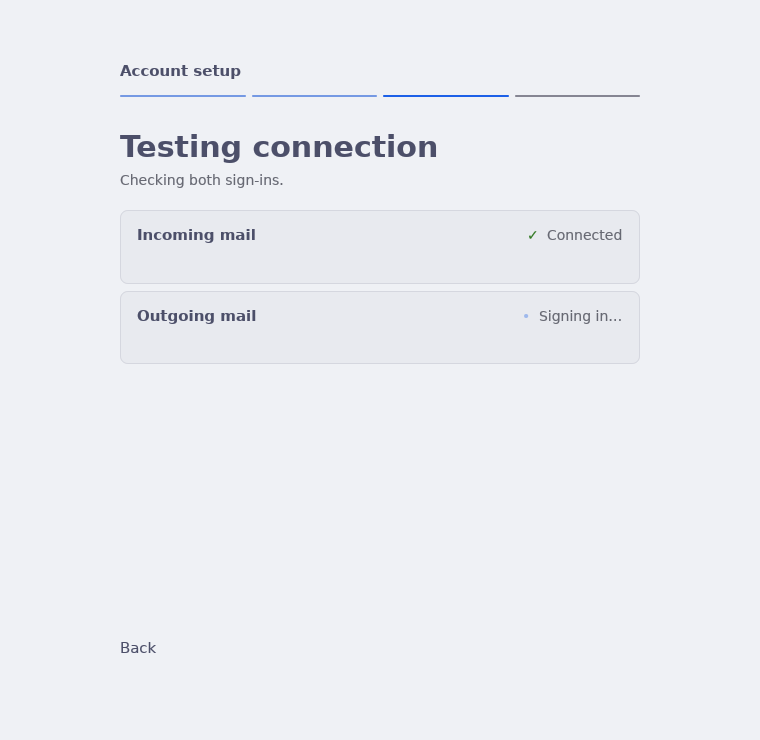 Account setup
Testing connection
Checking both sign-ins.
Incoming mail
✓ Connected
Outgoing mail
Signing in…
Back